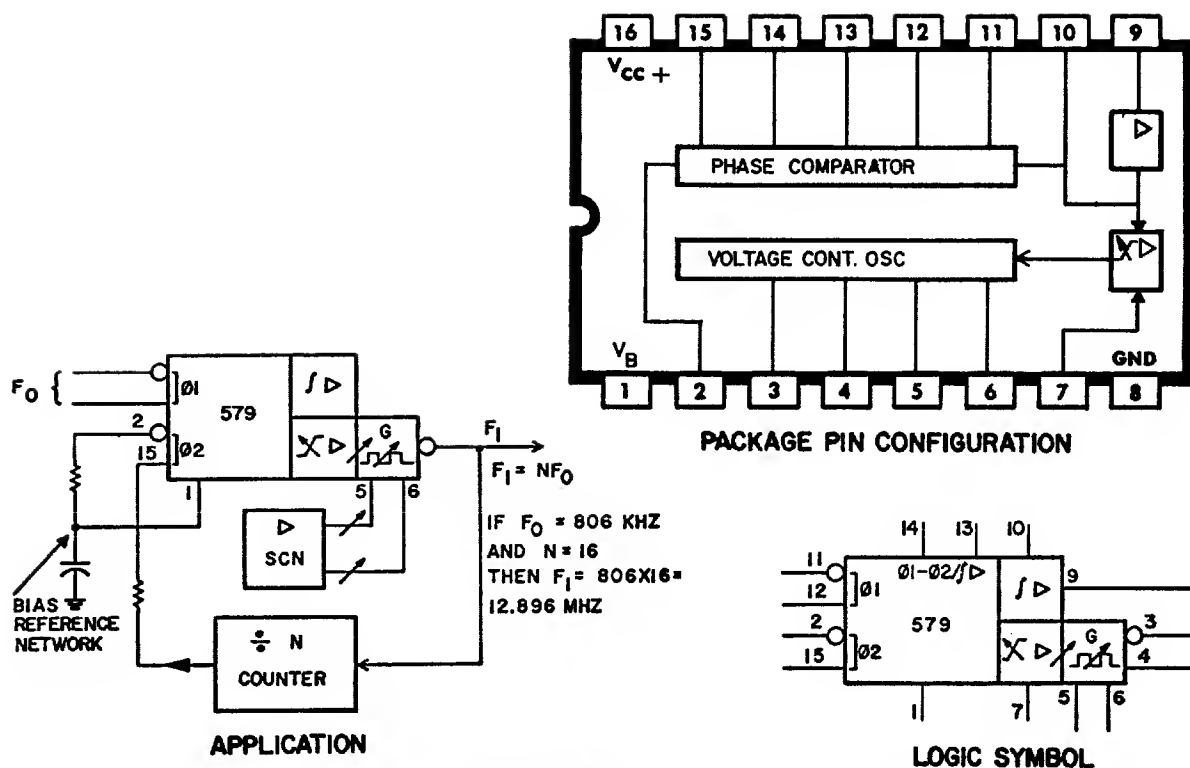 16 15 14 13 12 11 10 9
VCC +
PHASE COMPARATOR
VOLTAGE CONT. OSC
VB
GND
1 2 3 4 5 6 7 8
PACKAGE PIN CONFIGURATION
F0
Ø1
579
∫ ▷
2
Ø2
15
▷ G
F1
1
5 6
F1 = NF0
▷
SCN
IF F0 = 806 KHZ
AND N = 16
THEN F1 = 806X16=
12.896 MHZ
BIAS
REFERENCE
NETWORK
÷ N
COUNTER
APPLICATION
14 13 10
11
Ø1-Ø2/∫ ▷
12
Ø1
∫ ▷
9
2
579
G
3
15
Ø2
▷
4
1
7
5
6
LOGIC SYMBOL